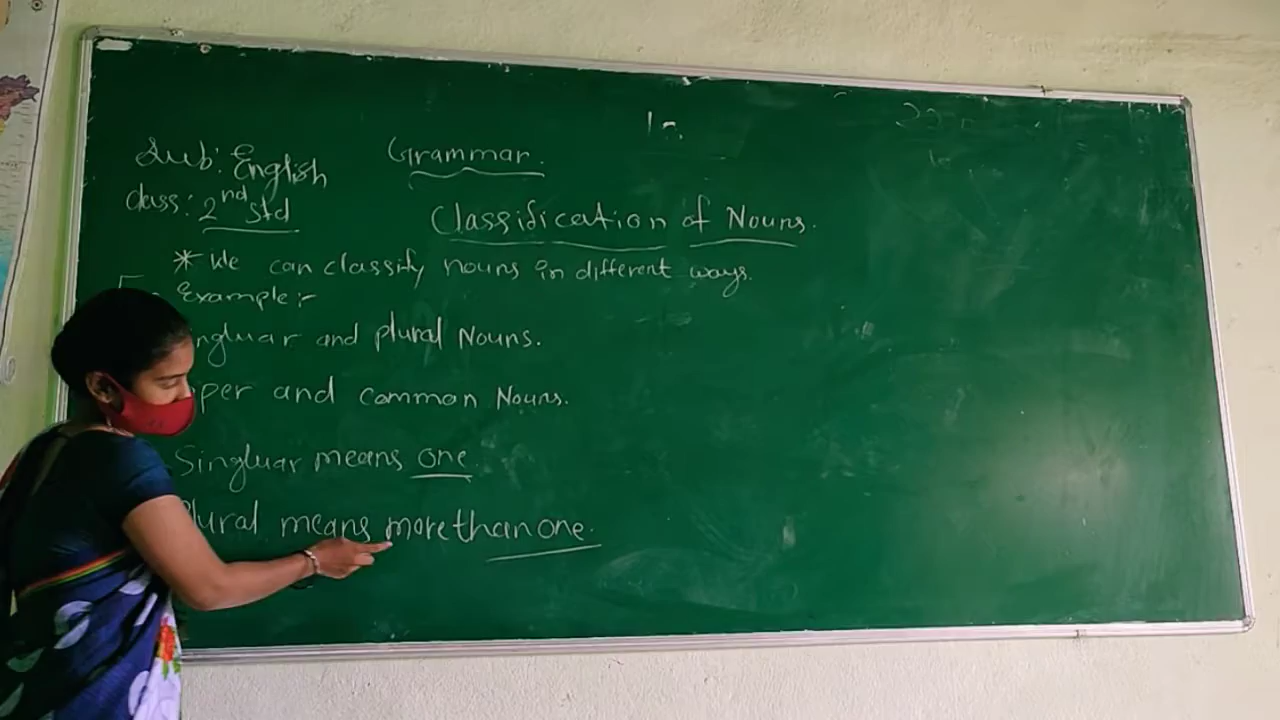 Sub: English
Grammar.
Class: 2nd std
Classification of Nouns.
* We can classify nouns in different ways.
Example:-
ngluar and plural Nouns.
per and common Nouns.
Singluar means one
lural means more than one.